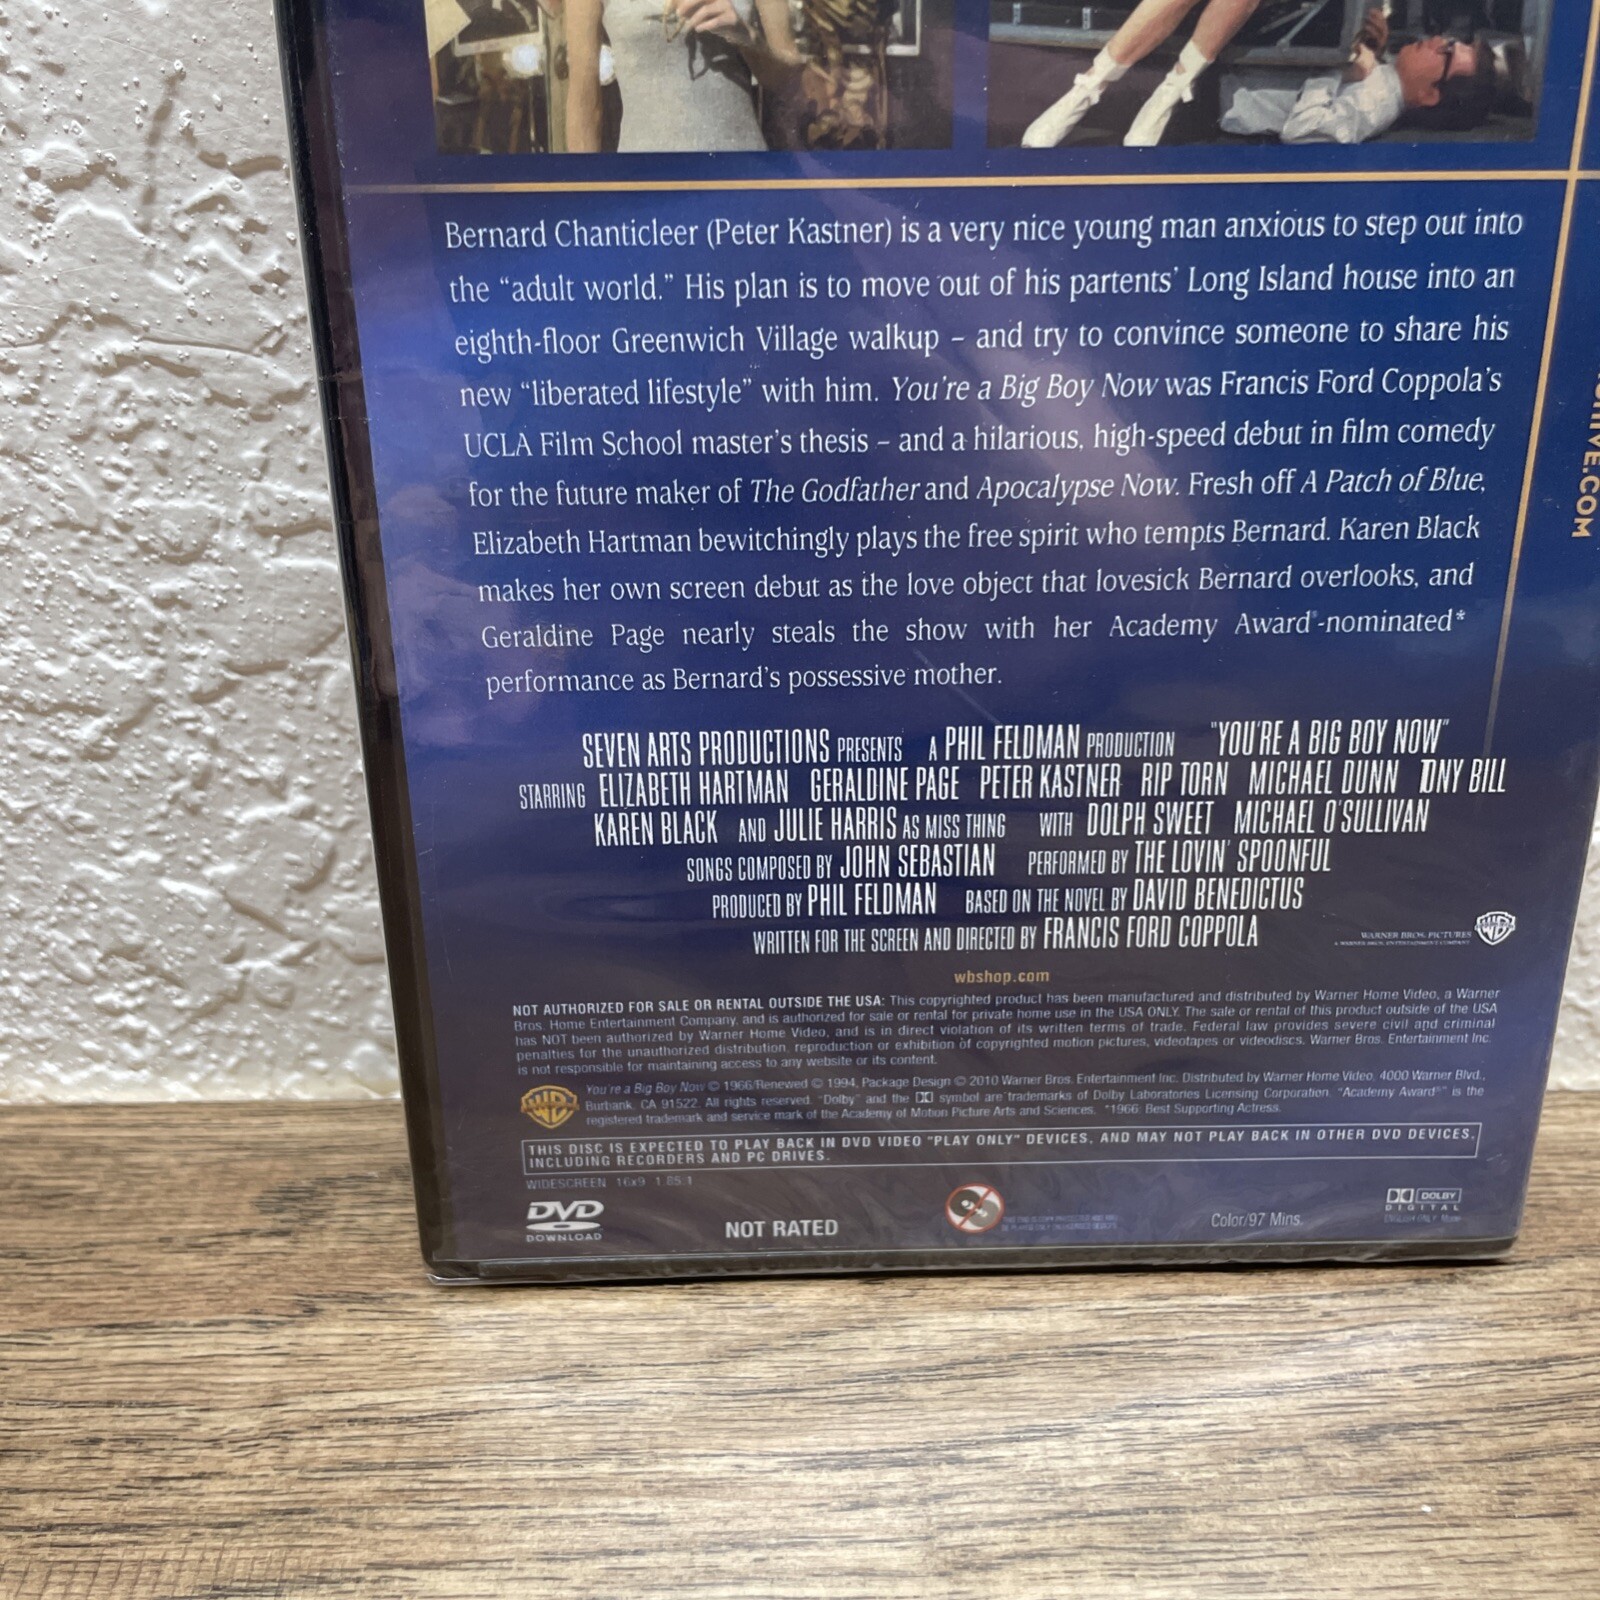 Bernard Chanticleer (Peter Kastner) is a very nice young man anxious to step out into
the “adult world.” His plan is to move out of his partents’ Long Island house into an
eighth-floor Greenwich Village walkup – and try to convince someone to share his
new “liberated lifestyle” with him. You’re a Big Boy Now was Francis Ford Coppola’s
UCLA Film School master’s thesis – and a hilarious, high-speed debut in film comedy
for the future maker of The Godfather and Apocalypse Now. Fresh off A Patch of Blue,
Elizabeth Hartman bewitchingly plays the free spirit who tempts Bernard. Karen Black
makes her own screen debut as the love object that lovesick Bernard overlooks, and
Geraldine Page nearly steals the show with her Academy Award®-nominated*
performance as Bernard’s possessive mother.
SEVEN ARTS PRODUCTIONS PRESENTS A PHIL FELDMAN PRODUCTION "YOU'RE A BIG BOY NOW"
STARRING ELIZABETH HARTMAN GERALDINE PAGE PETER KASTNER RIP TORN MICHAEL DUNN TONY BILL
KAREN BLACK AND JULIE HARRIS AS MISS THING WITH DOLPH SWEET MICHAEL O'SULLIVAN
SONGS COMPOSED BY JOHN SEBASTIAN PERFORMED BY THE LOVIN' SPOONFUL
PRODUCED BY PHIL FELDMAN BASED ON THE NOVEL BY DAVID BENEDICTUS
WRITTEN FOR THE SCREEN AND DIRECTED BY FRANCIS FORD COPPOLA
WARNER BROS. PICTURES
A WARNER BROS. ENTERTAINMENT COMPANY
wbshop.com
NOT AUTHORIZED FOR SALE OR RENTAL OUTSIDE THE USA: This copyrighted product has been manufactured and distributed by Warner Home Video, a Warner
Bros. Home Entertainment Company, and is authorized for sale or rental for private home use in the USA ONLY. The sale or rental of this product outside of the USA
has NOT been authorized by Warner Home Video, and is in direct violation of its written terms of trade. Federal law provides severe civil and criminal
penalties for the unauthorized distribution, reproduction or exhibition of copyrighted motion pictures, videotapes or videodiscs. Warner Bros. Entertainment Inc.
is not responsible for maintaining access to any website or its content.
You're a Big Boy Now © 1966/Renewed © 1994, Package Design © 2010 Warner Bros. Entertainment Inc. Distributed by Warner Home Video, 4000 Warner Blvd.,
Burbank, CA 91522. All rights reserved. "Dolby" and the DD symbol are trademarks of Dolby Laboratories Licensing Corporation. "Academy Award®" is the
registered trademark and service mark of the Academy of Motion Picture Arts and Sciences. *1966: Best Supporting Actress.
THIS DISC IS EXPECTED TO PLAY BACK IN DVD VIDEO "PLAY ONLY" DEVICES, AND MAY NOT PLAY BACK IN OTHER DVD DEVICES,
INCLUDING RECORDERS AND PC DRIVES.
WIDESCREEN 16x9 1.85:1
DVD
DOWNLOAD
NOT RATED
Color/97 Mins.
DOLBY
DIGITAL
HIVE.COM